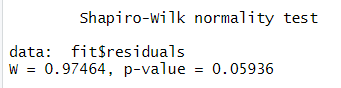 Shapiro-Wilk normality test
data:  fit$residuals
W = 0.97464, p-value = 0.05936